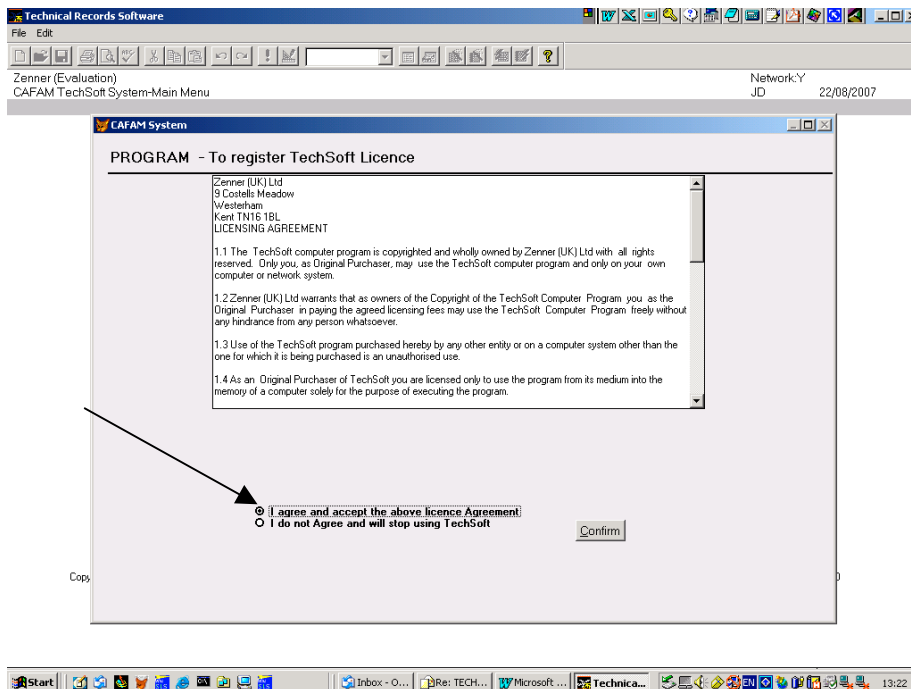 Technical Records Software
File Edit
Zenner (Evaluation)
Network:Y
CAFAM TechSoft System-Main Menu
JD 22/08/2007
CAFAM System
PROGRAM - To register TechSoft Licence
Zenner (UK) Ltd
9 Costells Meadow
Westerham
Kent TN16 1BL
LICENSING AGREEMENT
1.1 The TechSoft computer program is copyrighted and wholly owned by Zenner (UK) Ltd with all rights
reserved. Only you, as Original Purchaser, may use the TechSoft computer program and only on your own
computer or network system.
1.2 Zenner (UK) Ltd warrants that as owners of the Copyright of the TechSoft Computer Program you as the
Original Purchaser in paying the agreed licensing fees may use the TechSoft Computer Program freely without
any hindrance from any person whatsoever.
1.3 Use of the TechSoft program purchased hereby by any other entity or on a computer system other than the
one for which it is being purchased is an unauthorised use.
1.4 As an Original Purchaser of TechSoft you are licensed only to use the program from its medium into the
memory of a computer solely for the purpose of executing the program.
I agree and accept the above licence Agreement
I do not Agree and will stop using TechSoft
Confirm
Copy
Start Inbox - O... Re: TECH... Microsoft ... Technica... EN 13:22